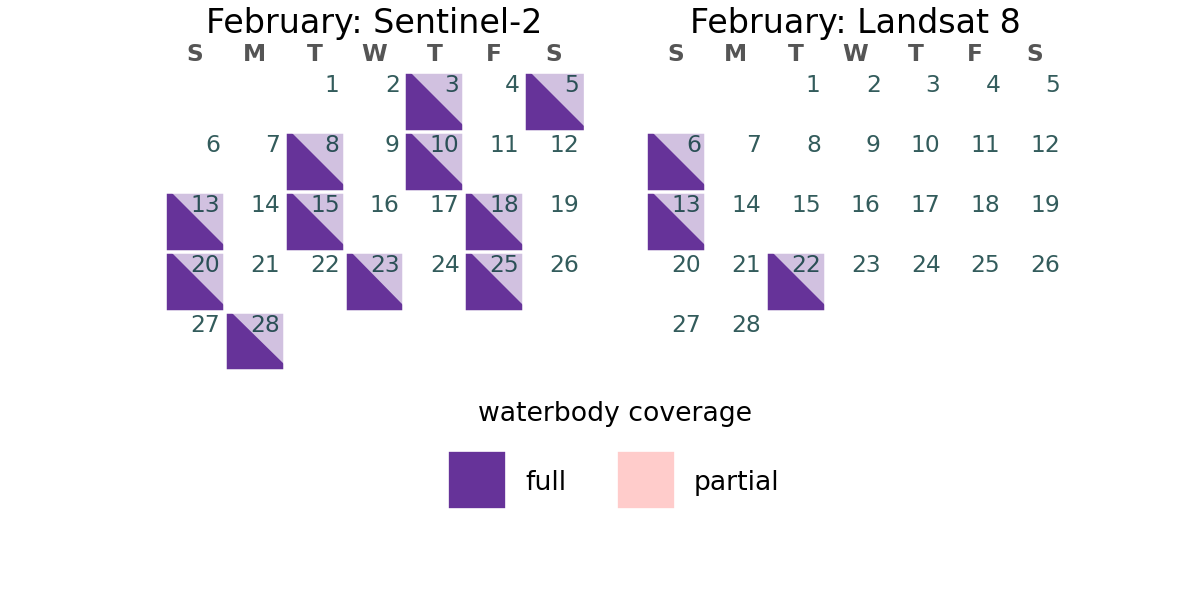 February: Sentinel-2
S M T W T F S
1 2 3 4 5
6 7 8 9 10 11 12
13 14 15 16 17 18 19
20 21 22 23 24 25 26
27 28
February: Landsat 8
S M T W T F S
1 2 3 4 5
6 7 8 9 10 11 12
13 14 15 16 17 18 19
20 21 22 23 24 25 26
27 28
waterbody coverage
full partial